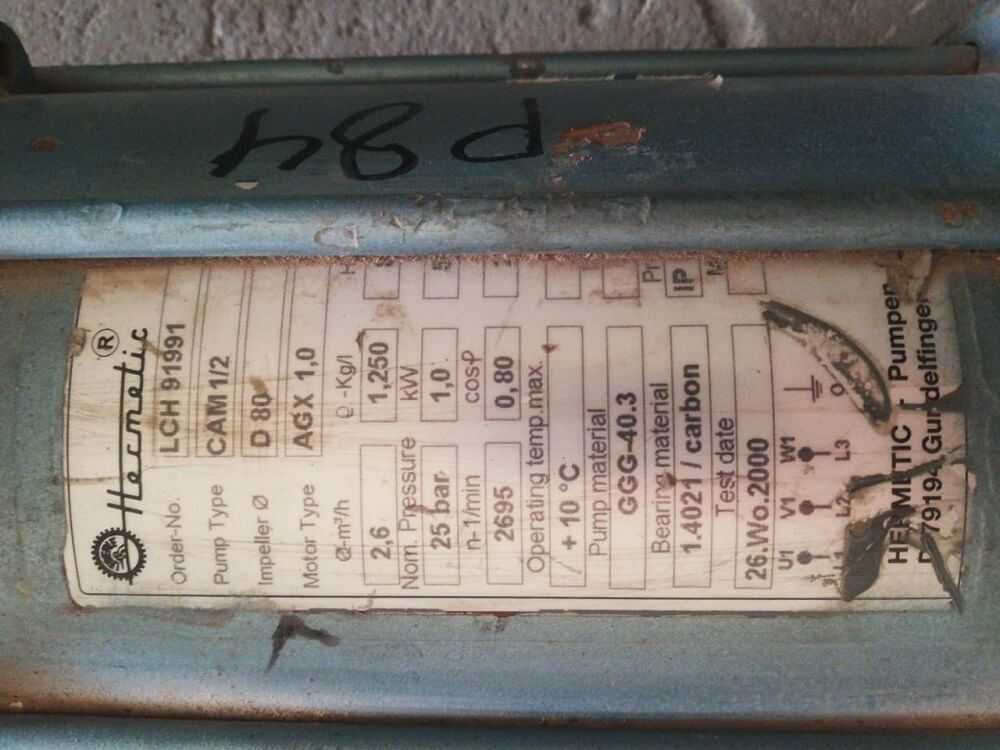 P84
Hermetic ®
Order-No. LCH 91991
Pump Type CAM 1/2
Impeller Ø D 80
Motor Type AGX 1,0
Q-m³/h ϱ -Kg/l H
2,6 1,250
Nom. Pressure kW
25 bar 1,0
n- 1/min cosφ
2695 0,80
Operating temp.max.
+ 10 °C
Pump material
GGG-40.3
Bearing material
1.4021 / carbon IP
Test date
26.Wo.2000
U1 V1 W1
L1 L2 L3
HERMETIC - Pumpen
D - 79194 Gundelfingen